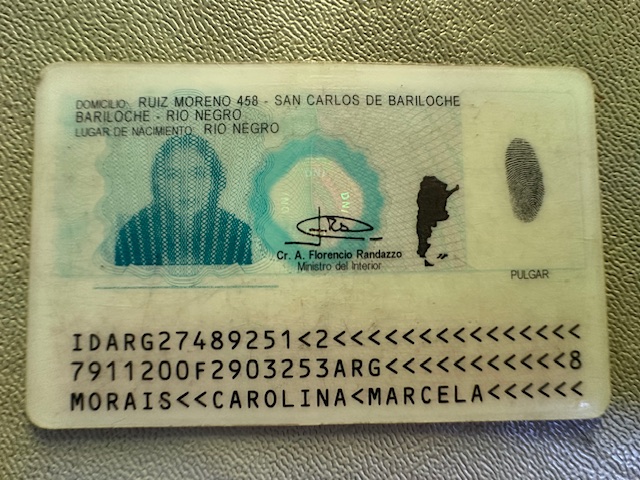 DOMICILIO: RUIZ MORENO 458 - SAN CARLOS DE BARILOCHE
BARILOCHE - RIO NEGRO
LUGAR DE NACIMIENTO: RIO NEGRO
DNI
Cr. A. Florencio Randazzo
Ministro del Interior
PULGAR
IDARG27489251<2<<<<<<<<<<<<<<<
7911200F2903253ARG<<<<<<<<<<<8
MORAIS<<CAROLINA<MARCELA<<<<<<